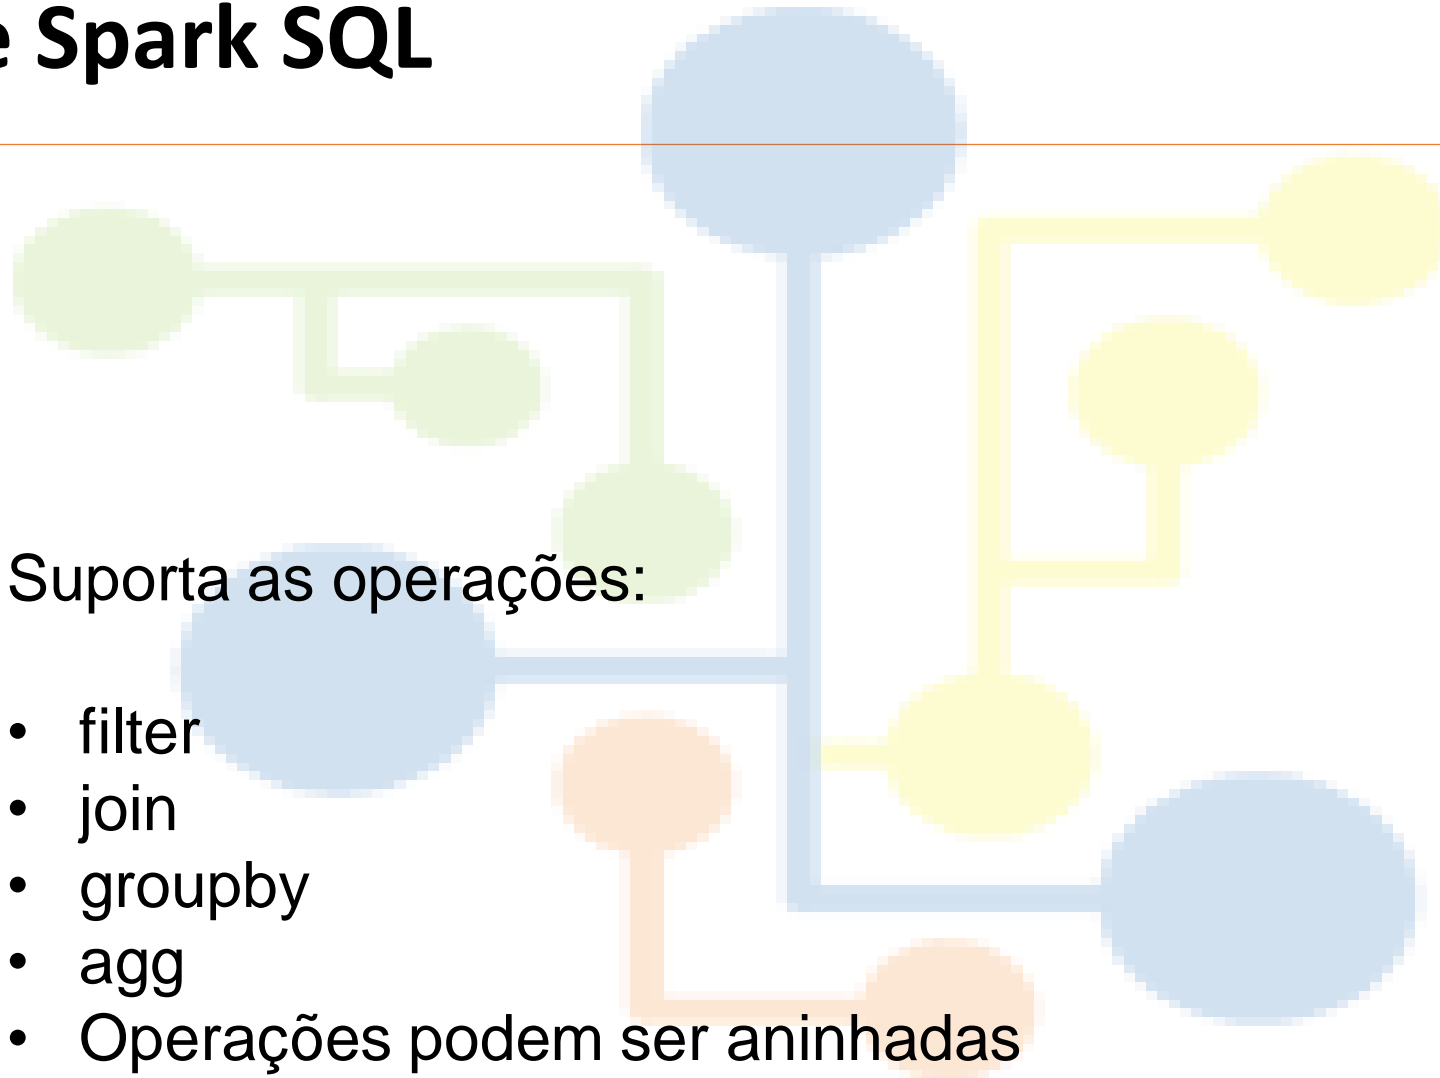 e Spark SQL
Suporta as operações:
• filter
• join
• groupby
• agg
• Operações podem ser aninhadas